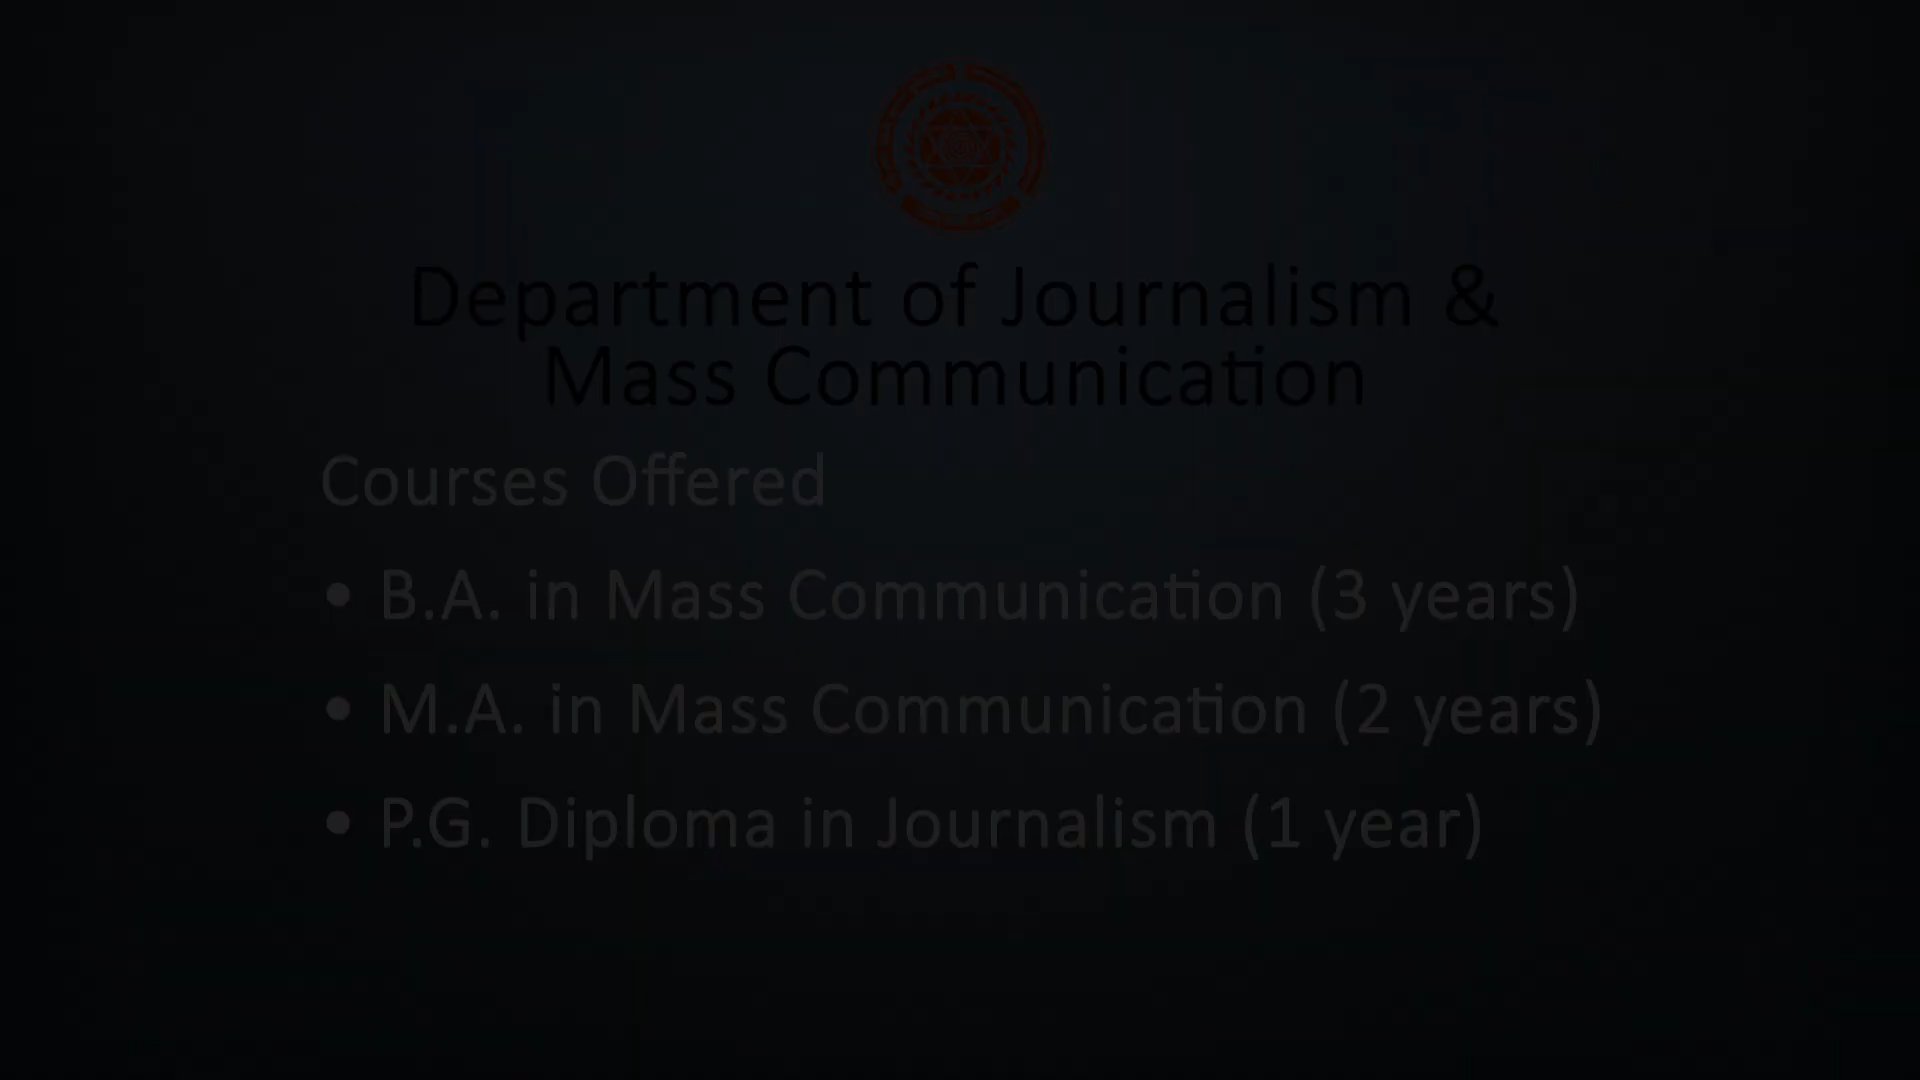 Department of Journalism &
Mass Communication
Courses Offered
• B.A. in Mass Communication (3 years)
• M.A. in Mass Communication (2 years)
• P.G. Diploma in Journalism (1 year)